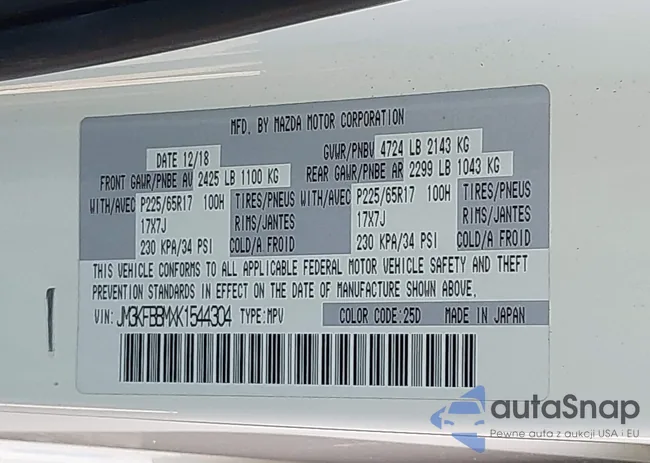 MFD. BY MAZDA MOTOR CORPORATION
DATE 12/18 GVWR/PNBV 4724 LB 2143 KG
FRONT GAWR/PNBE AV 2425 LB 1100 KG REAR GAWR/PNBE AR 2299 LB 1043 KG
WITH/AVEC P225/65R17 100H TIRES/PNEUS WITH/AVEC P225/65R17 100H TIRES/PNEUS
17X7J RIMS/JANTES 17X7J RIMS/JANTES
230 KPA/34 PSI COLD/A FROID 230 KPA/34 PSI COLD/A FROID
THIS VEHICLE CONFORMS TO ALL APPLICABLE FEDERAL MOTOR VEHICLE SAFETY AND THEFT
PREVENTION STANDARDS IN EFFECT ON THE DATE OF MANUFACTURE SHOWN ABOVE.
VIN: JM3KFBBMXK1544304 TYPE: MPV COLOR CODE: 25D MADE IN JAPAN
autaSnap
Pewne auta z aukcji USA i EU